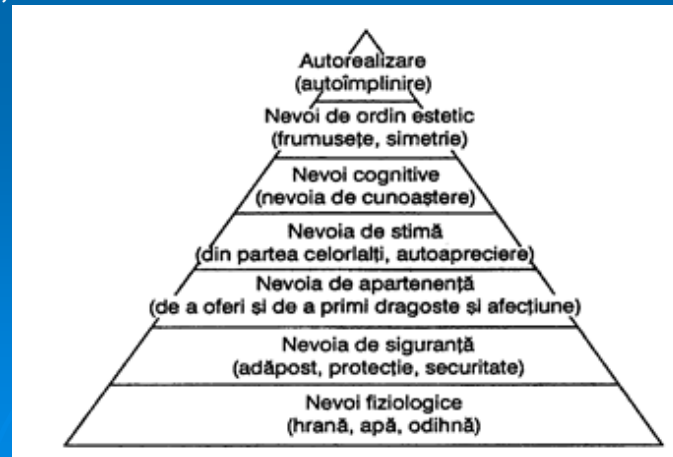 Autorealizare
(autoîmplinire)
Nevoi de ordin estetic
(frumusețe, simetrie)
Nevoi cognitive
(nevoia de cunoaștere)
Nevoia de stimă
(din partea celorlalți, autoapreciere)
Nevoia de apartenență
(de a oferi și de a primi dragoste și afecțiune)
Nevoia de siguranță
(adăpost, protecție, securitate)
Nevoi fiziologice
(hrană, apă, odihnă)